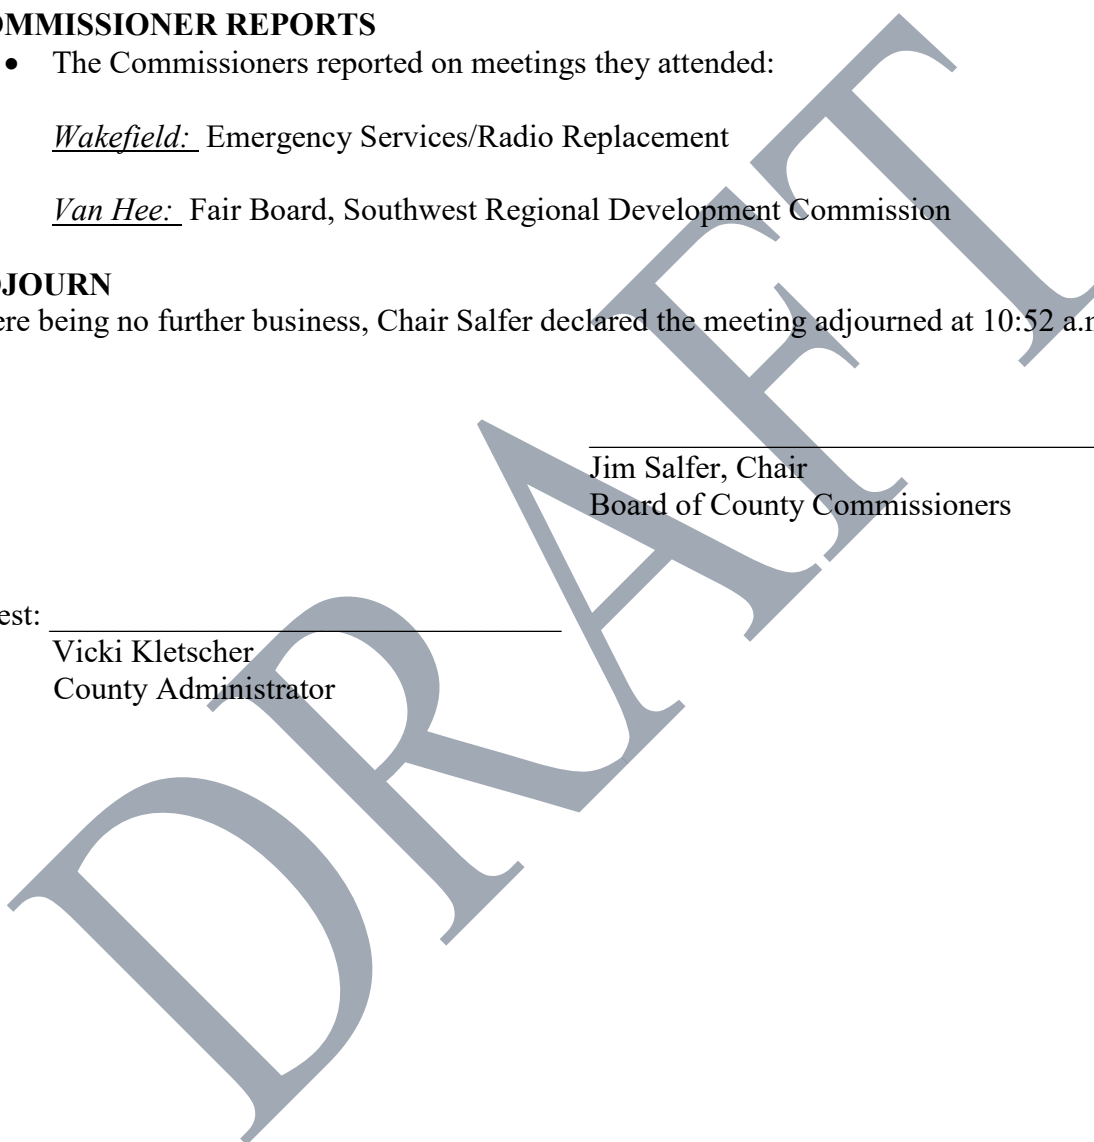 OMMISSIONER REPORTS
• The Commissioners reported on meetings they attended:
Wakefield: Emergency Services/Radio Replacement
Van Hee: Fair Board, Southwest Regional Development Commission
DJOURN
ere being no further business, Chair Salfer declared the meeting adjourned at 10:52 a.m
Jim Salfer, Chair
Board of County Commissioners
est:
Vicki Kletscher
County Administrator
DRAFT